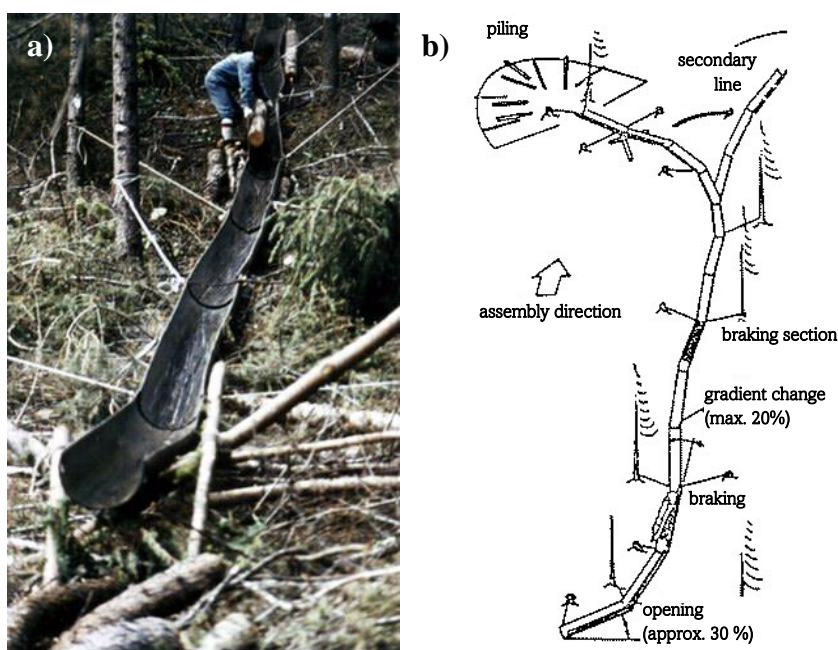 a)
b)
piling
secondary
line
assembly direction
braking section
gradient change
(max. 20%)
braking
opening
(approx. 30 %)